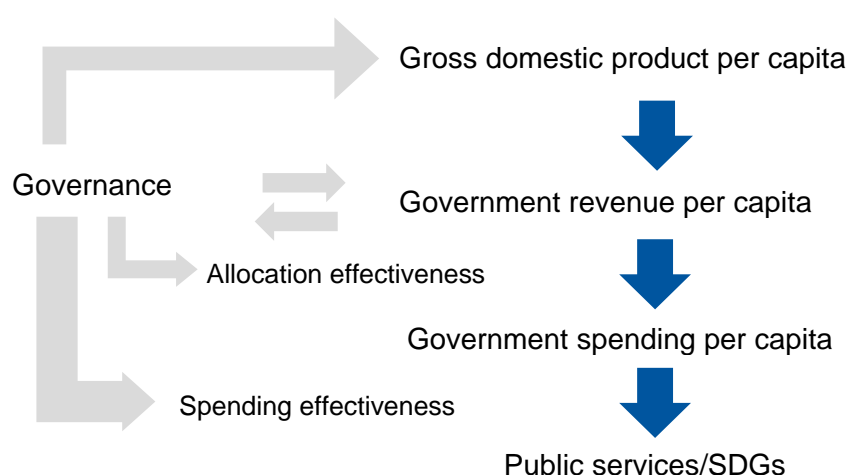 Gross domestic product per capita
Governance
Government revenue per capita
Allocation effectiveness
Government spending per capita
Spending effectiveness
Public services/SDGs